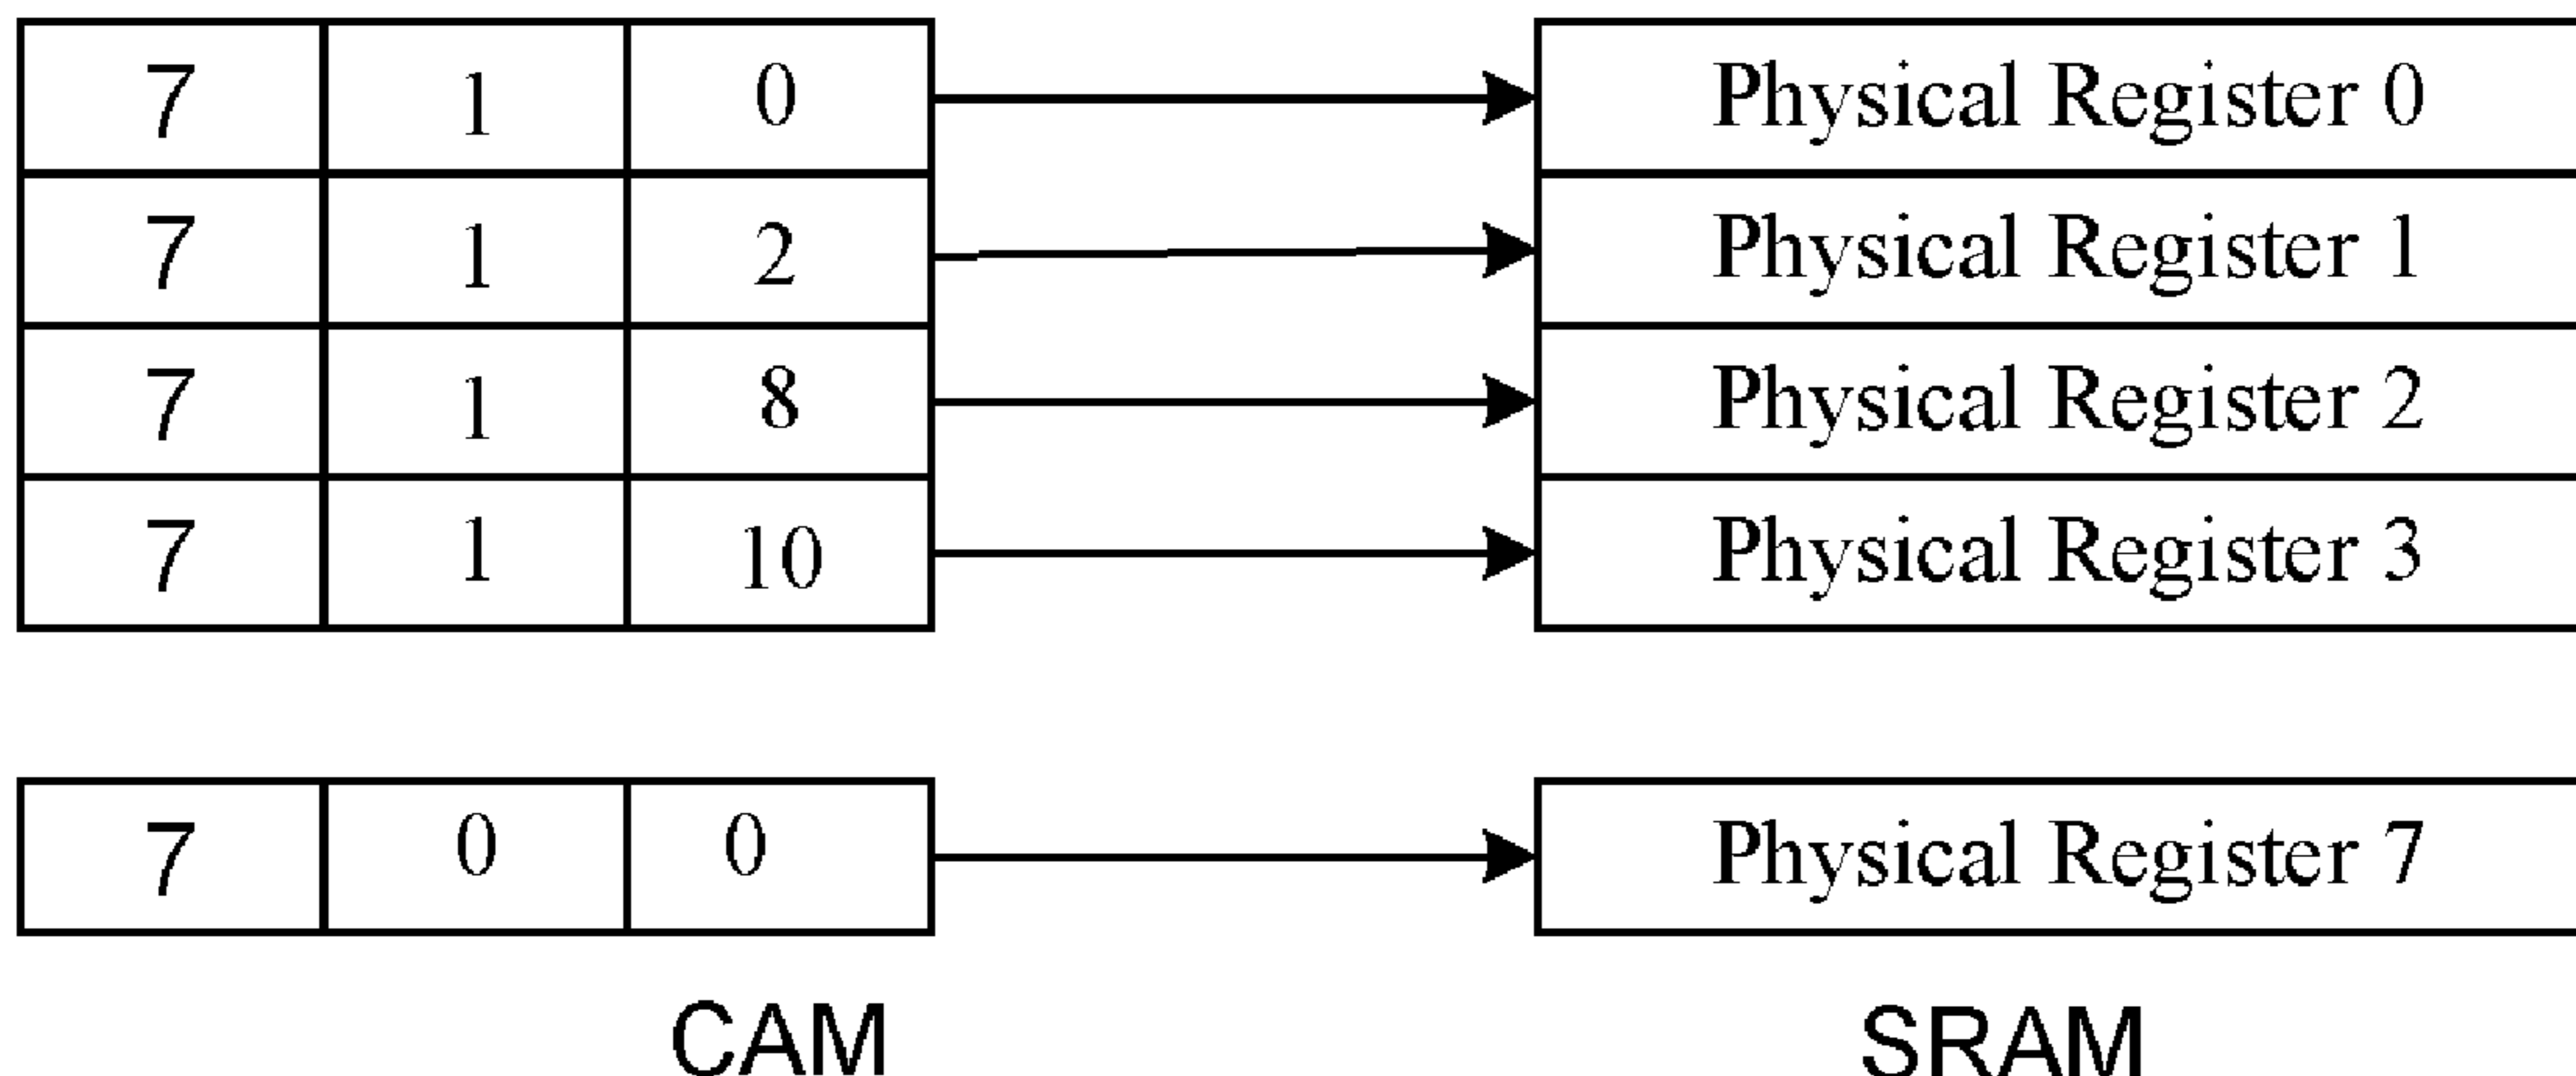 7 1 0 Physical Register 0
7 1 2 Physical Register 1
7 1 8 Physical Register 2
7 1 10 Physical Register 3
7 0 0 Physical Register 7
CAM SRAM